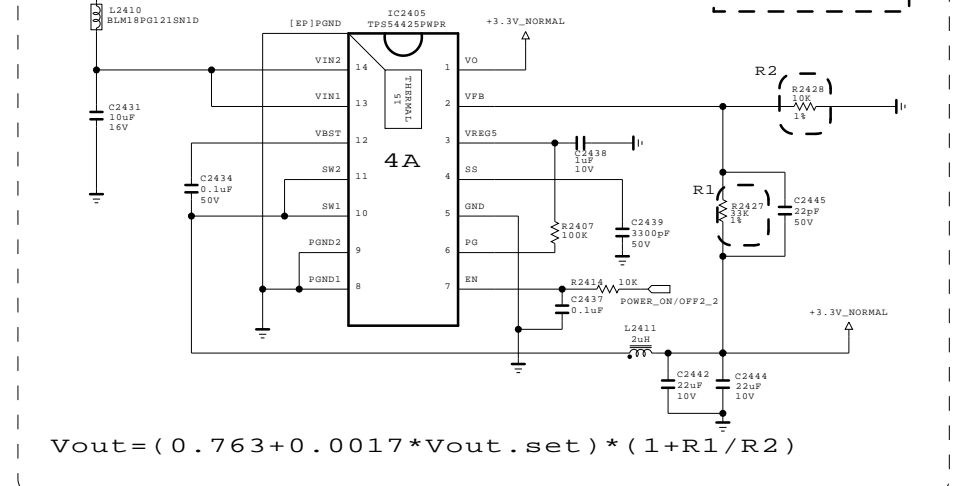 L2410
BLM18PG121SN1D
[EP]PGND
IC2405
TPS54425PWPR
+3.3V_NORMAL
VIN2
14
1
VO
VIN1
13
2
VFB
THERMAL
15
VBST
12
3
VREG5
4A
SW2
11
4
SS
SW1
10
5
GND
PGND2
9
6
PG
PGND1
8
7
EN
C2431
10uF
16V
C2434
0.1uF
50V
C2438
1uF
10V
R2
R2428
10K
1%
R1
R2427
33K
1%
C2445
22pF
50V
R2407
100K
C2439
3300pF
50V
R2414
10K
C2437
0.1uF
POWER_ON/OFF2_2
L2411
2uH
+3.3V_NORMAL
C2442
22uF
10V
C2444
22uF
10V
Vout=(0.763+0.0017*Vout.set)*(1+R1/R2)